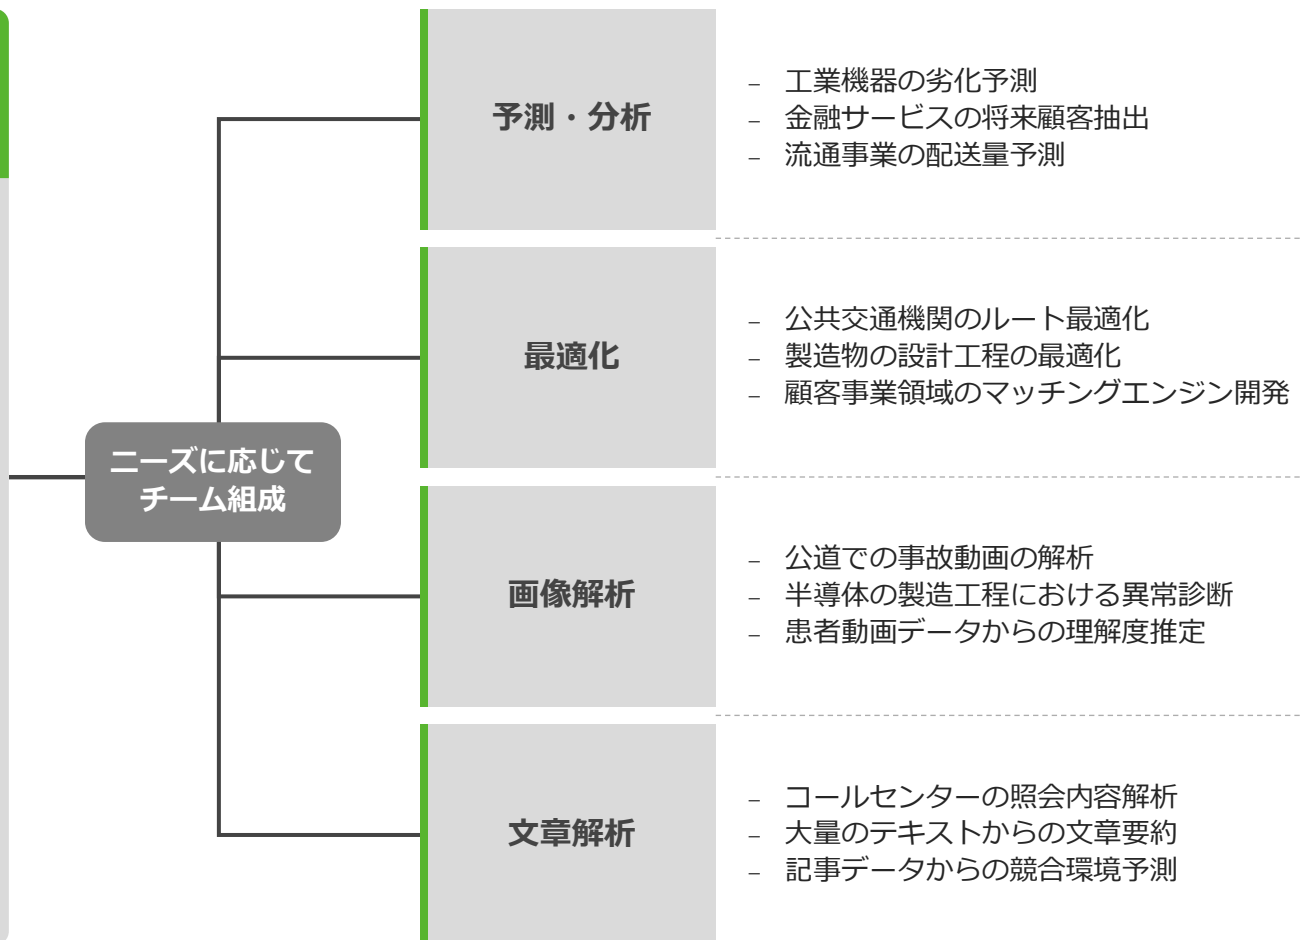 予測・分析
– 工業機器の劣化予測
– 金融サービスの将来顧客抽出
– 流通事業の配送量予測
最適化
– 公共交通機関のルート最適化
– 製造物の設計工程の最適化
– 顧客事業領域のマッチングエンジン開発
ニーズに応じて
チーム組成
画像解析
– 公道での事故動画の解析
– 半導体の製造工程における異常診断
– 患者動画データからの理解度推定
文章解析
– コールセンターの照会内容解析
– 大量のテキストからの文章要約
– 記事データからの競合環境予測